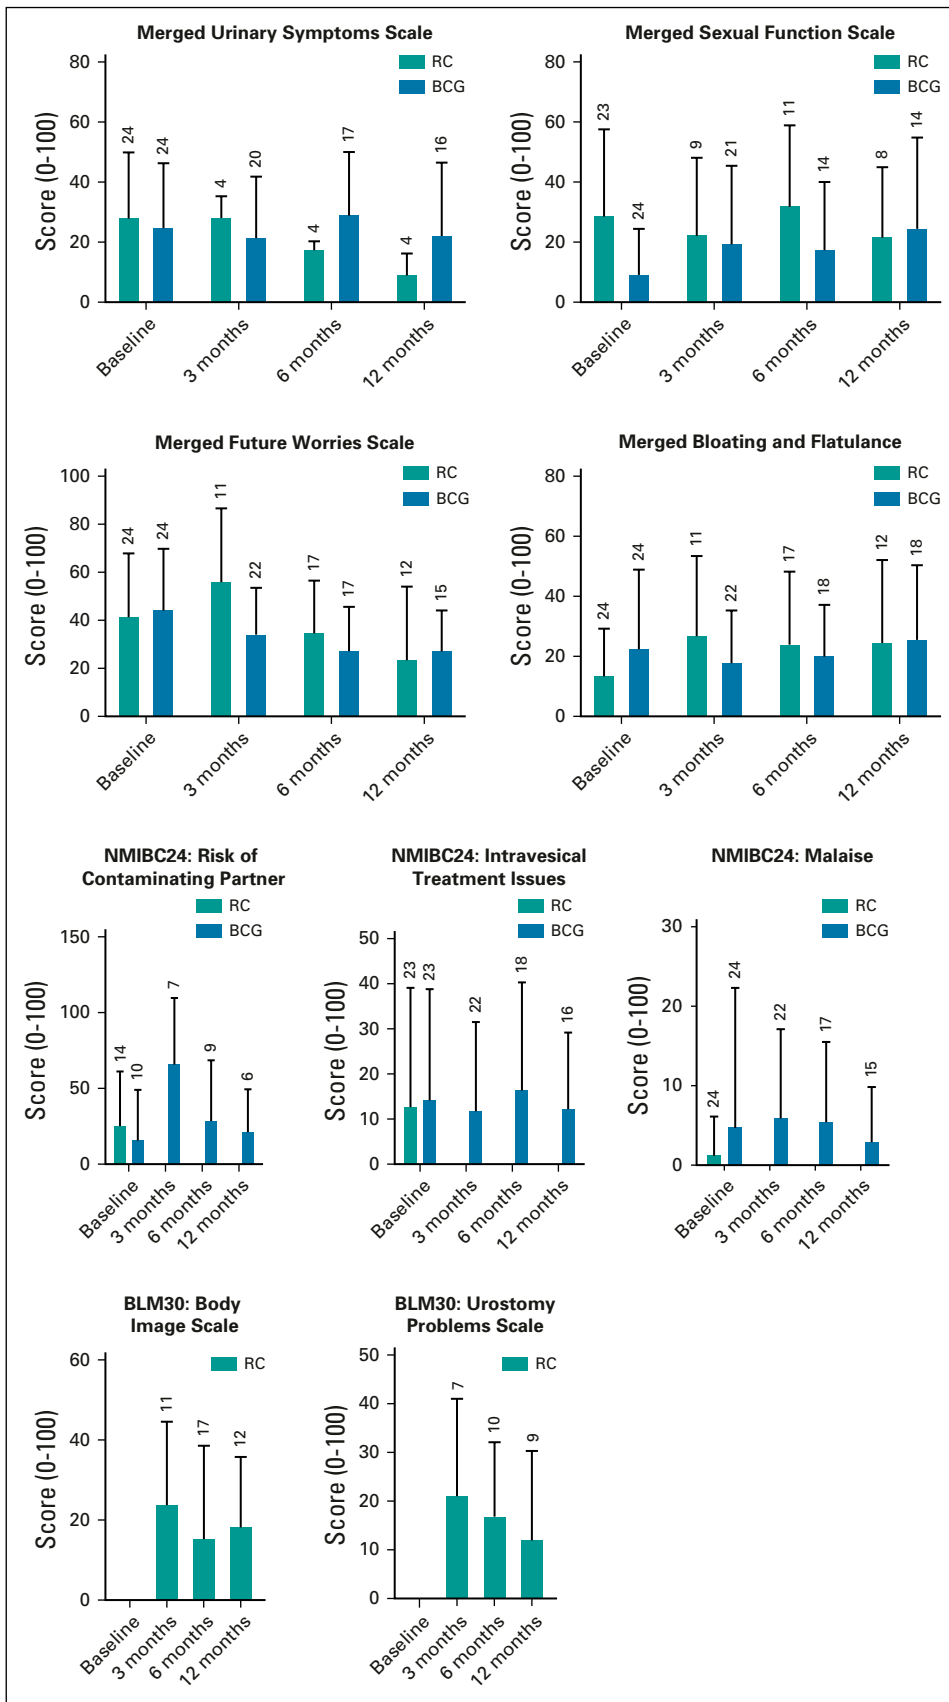 Merged Urinary Symptoms Scale
80
60
40
20
0
Score (0-100)
RC
BCG
24
24
4
20
4
17
4
16
Baseline
3 months
6 months
12 months
Merged Sexual Function Scale
80
60
40
20
0
Score (0-100)
RC
BCG
23
24
9
21
11
14
8
14
Baseline
3 months
6 months
12 months
Merged Future Worries Scale
100
80
60
40
20
0
Score (0-100)
RC
BCG
24
24
11
22
17
17
12
15
Baseline
3 months
6 months
12 months
Merged Bloating and Flatulance
80
60
40
20
0
Score (0-100)
RC
BCG
24
24
11
22
17
18
12
18
Baseline
3 months
6 months
12 months
NMIBC24: Risk of
Contaminating Partner
150
100
50
0
Score (0-100)
RC
BCG
14
10
7
9
6
Baseline
3 months
6 months
12 months
NMIBC24: Intravesical
Treatment Issues
50
40
30
20
10
0
Score (0-100)
RC
BCG
23
23
22
18
16
Baseline
3 months
6 months
12 months
NMIBC24: Malaise
30
20
10
0
Score (0-100)
RC
BCG
24
24
22
17
15
Baseline
3 months
6 months
12 months
BLM30: Body
Image Scale
60
40
20
0
Score (0-100)
RC
11
17
12
Baseline
3 months
6 months
12 months
BLM30: Urostomy
Problems Scale
50
40
30
20
10
0
Score (0-100)
RC
7
10
9
Baseline
3 months
6 months
12 months